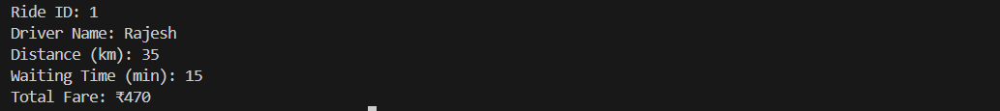 Ride ID: 1
Driver Name: Rajesh
Distance (km): 35
Waiting Time (min): 15
Total Fare: ₹470